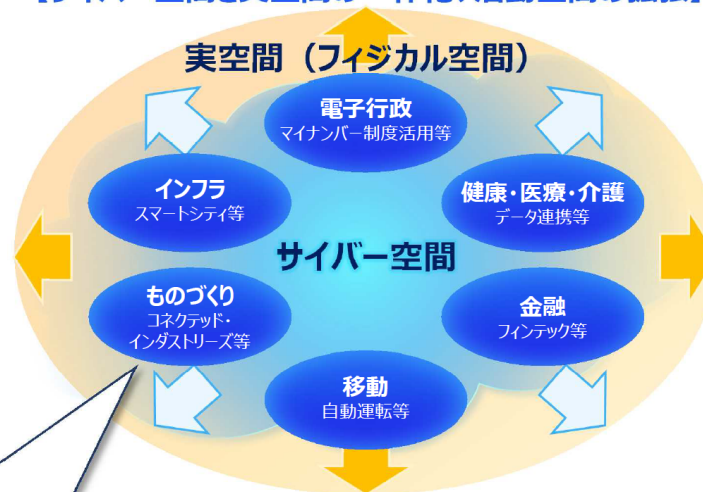 実空間（フィジカル空間）
電子行政
マイナンバー制度活用等
インフラ
スマートシティ等
健康・医療・介護
データ連携等
サイバー空間
ものづくり
コネクテッド・
インダストリーズ等
金融
フィンテック等
移動
自動運転等